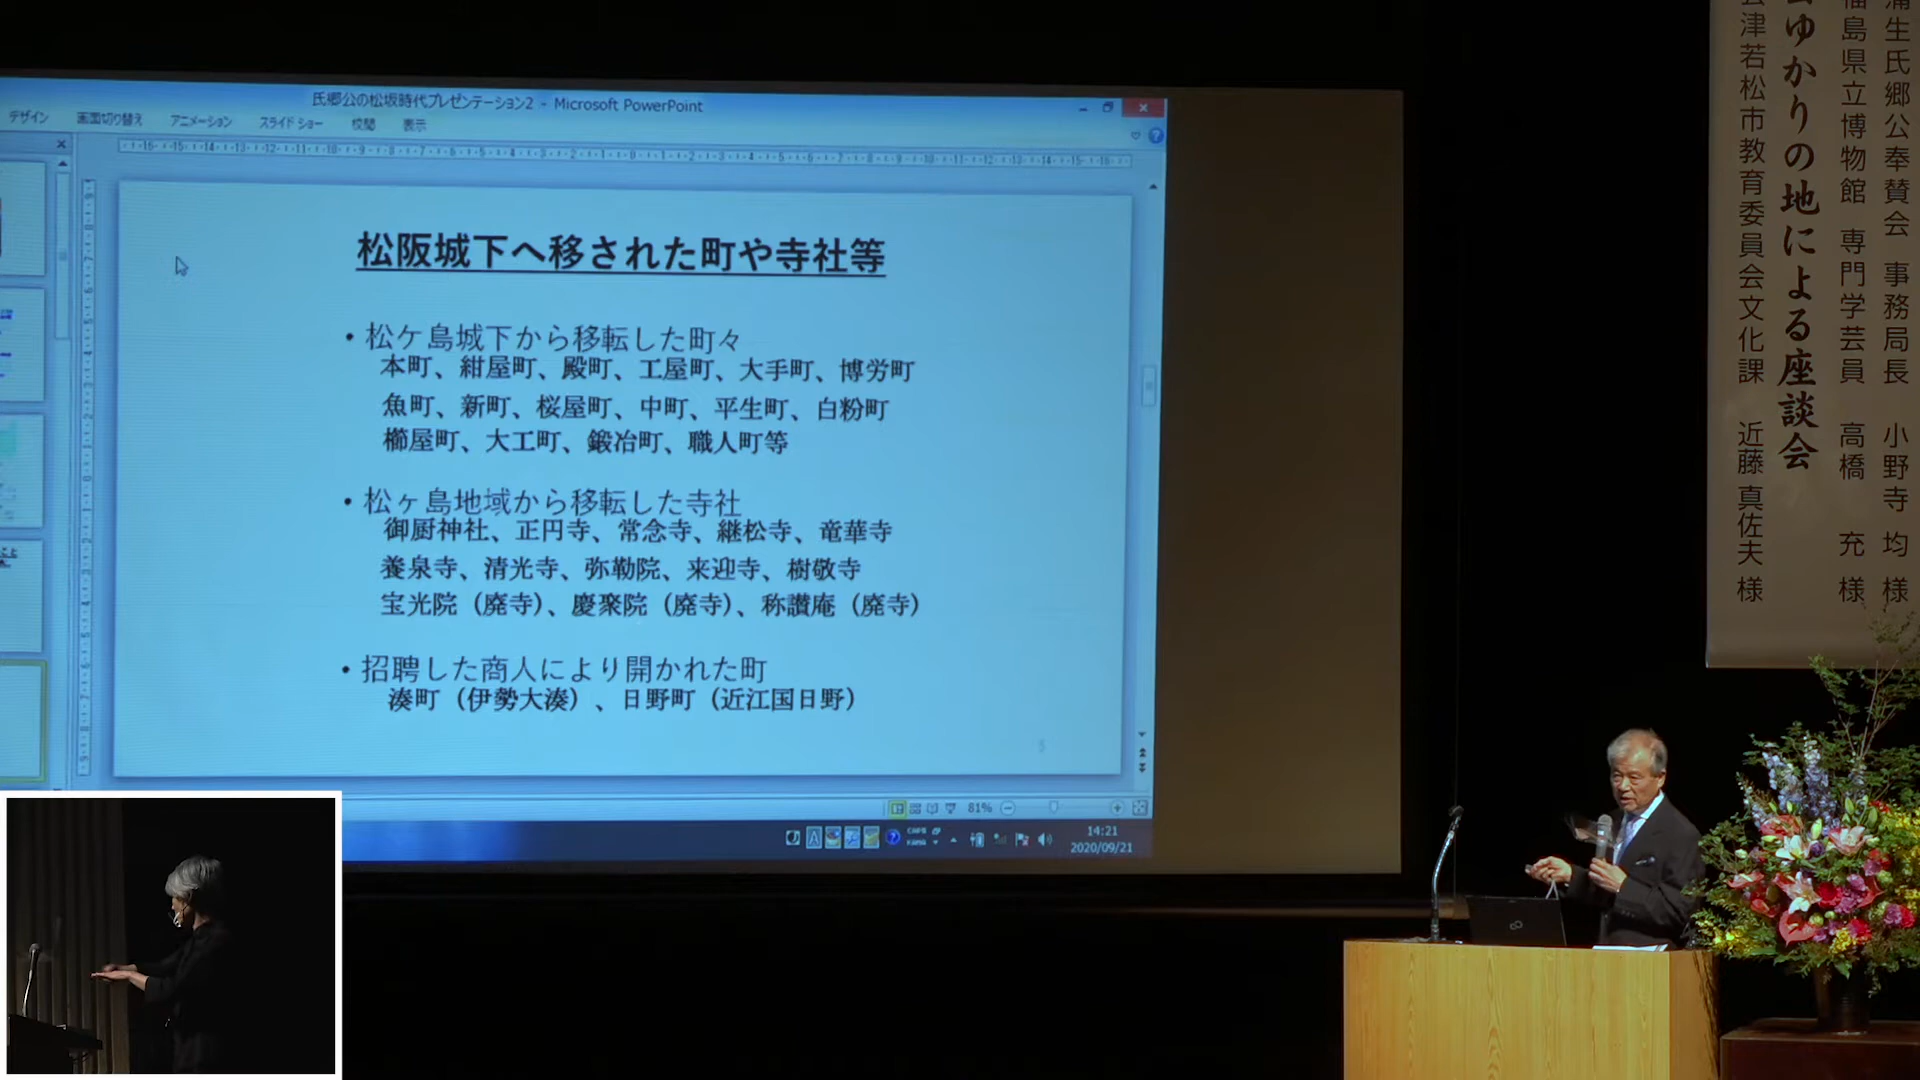 氏郷公の松坂時代プレゼンテーション2 - Microsoft PowerPoint
デザイン 画面切り替え アニメーション スライド ショー 校閲 表示
松阪城下へ移された町や寺社等
・松ケ島城下から移転した町々
本町、紺屋町、殿町、工屋町、大手町、博労町
魚町、新町、桜屋町、中町、平生町、白粉町
櫛屋町、大工町、鍛冶町、職人町等
・松ヶ島地域から移転した寺社
御厨神社、正円寺、常念寺、継松寺、竜華寺
養泉寺、清光寺、弥勒院、来迎寺、樹敬寺
宝光院（廃寺）、慶聚院（廃寺）、称讃庵（廃寺）
・招聘した商人により開かれた町
湊町（伊勢大湊）、日野町（近江国日野）
5
81%
14:21
2020/09/21
蒲生氏郷公奉賛会 事務局長 小野寺 均 様
福島県立博物館 専門学芸員 高橋 充 様
ゆかりの地による座談会
会津若松市教育委員会文化課 近藤 真佐夫 様